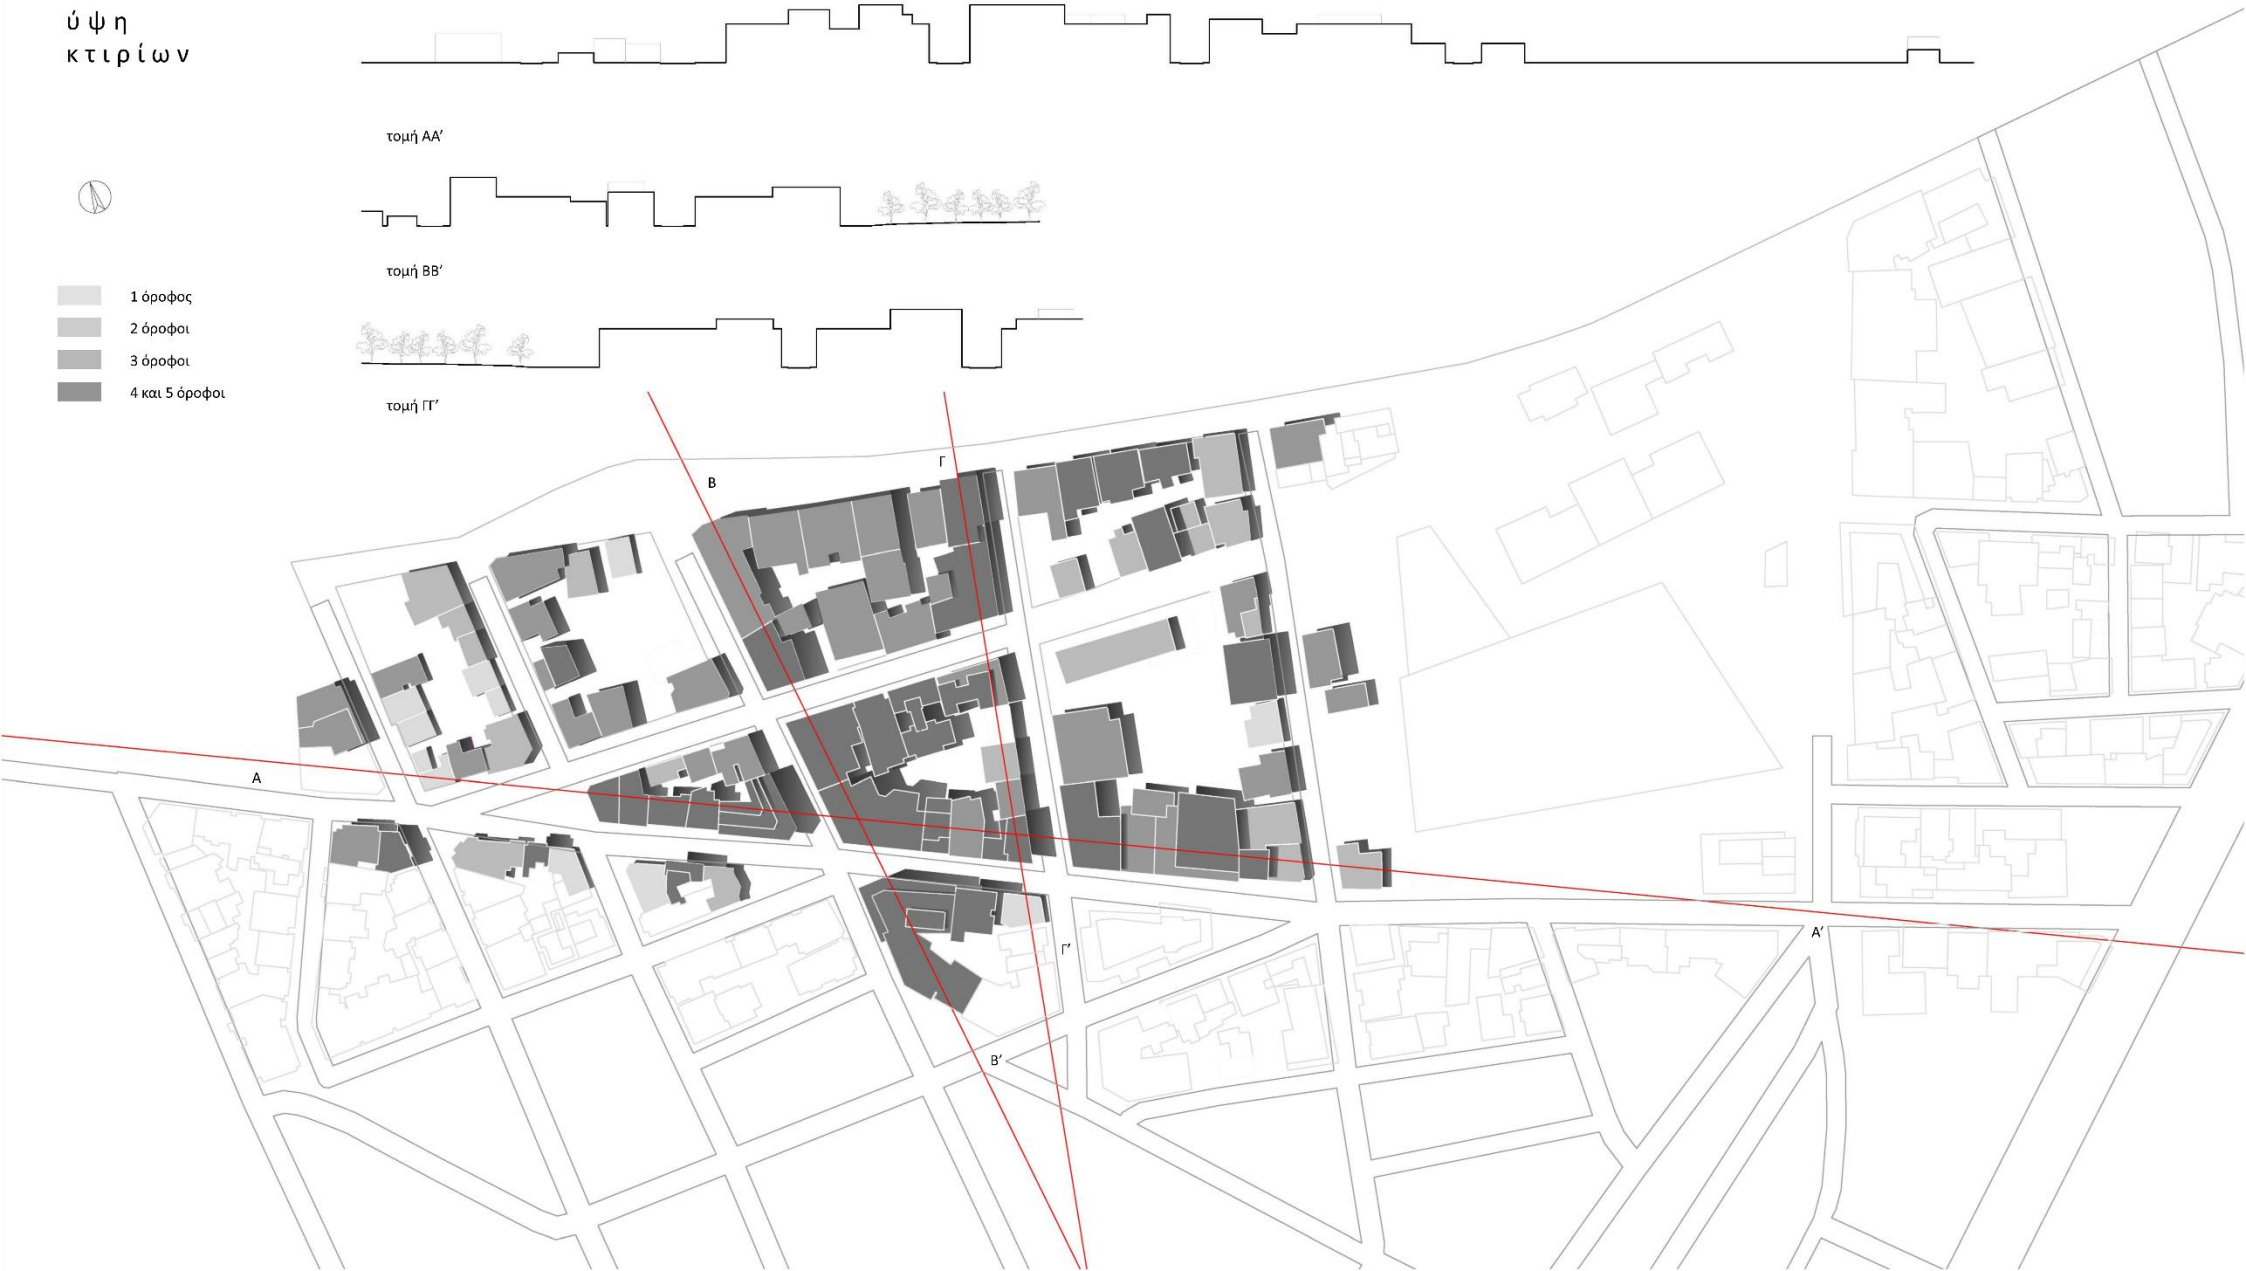 ύψη
κτιρίων
τομή ΑΑ’
τομή ΒΒ’
1 όροφος
2 όροφοι
3 όροφοι
4 και 5 όροφοι
τομή ΓΓ’
Γ
Β
Α
Α’
Γ’
Β’